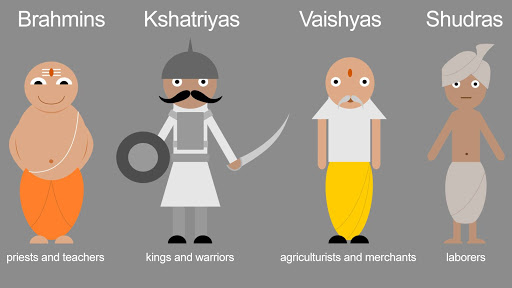 Brahmins
Kshatriyas
Vaishyas
Shudras
priests and teachers
kings and warriors
agriculturists and merchants
laborers